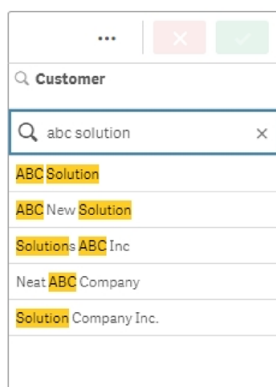 Customer
abc solution
ABC Solution
ABC New Solution
Solutions ABC Inc
Neat ABC Company
Solution Company Inc.